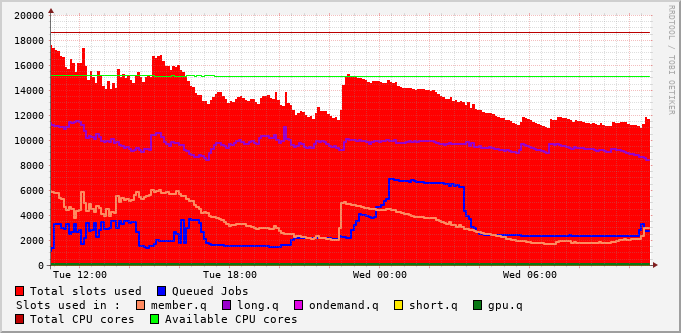 20000
18000
16000
14000
12000
10000
8000
6000
4000
2000
0
Tue 12:00 Tue 18:00 Wed 00:00 Wed 06:00
RRDTOOL / TOBI OETIKER
Total slots used Queued Jobs
Slots used in : member.q long.q ondemand.q short.q gpu.q
Total CPU cores Available CPU cores